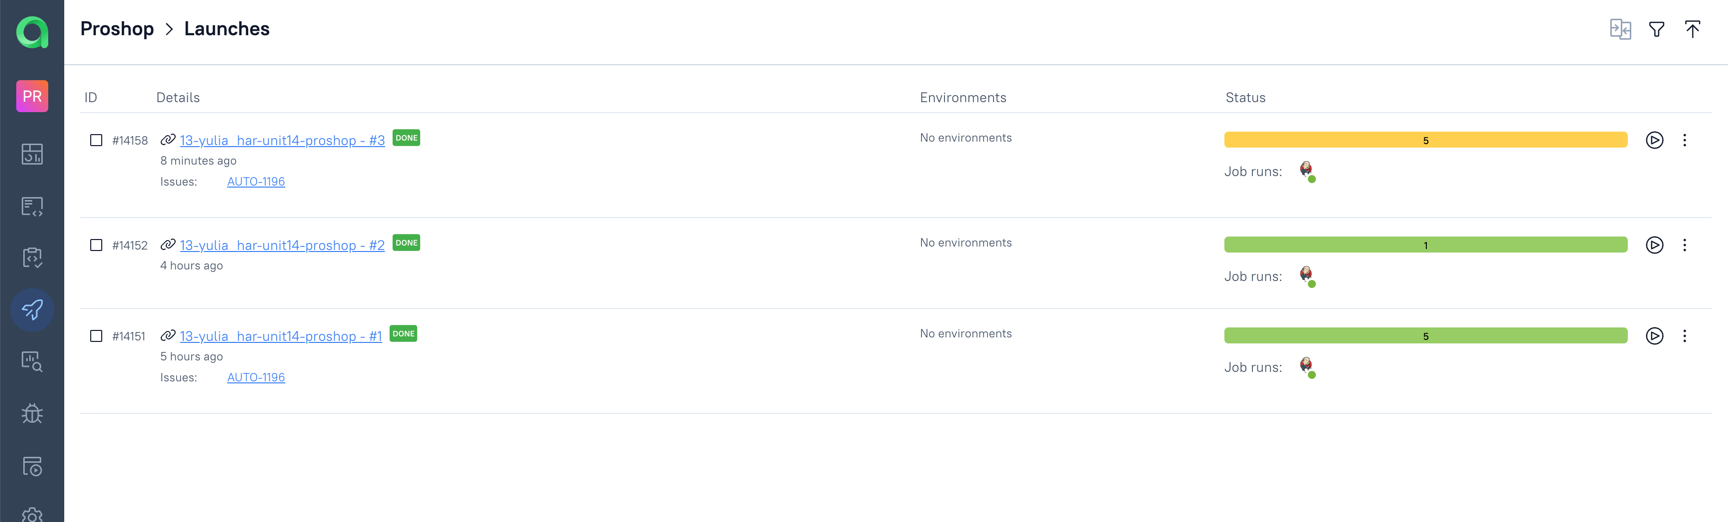 Proshop > Launches
PR
ID Details Environments Status
#14158 13-yulia_har-unit14-proshop - #3 DONE No environments 5
8 minutes ago
Job runs:
Issues: AUTO-1196
#14152 13-yulia_har-unit14-proshop - #2 DONE No environments 1
4 hours ago
Job runs:
#14151 13-yulia_har-unit14-proshop - #1 DONE No environments 5
5 hours ago
Job runs:
Issues: AUTO-1196